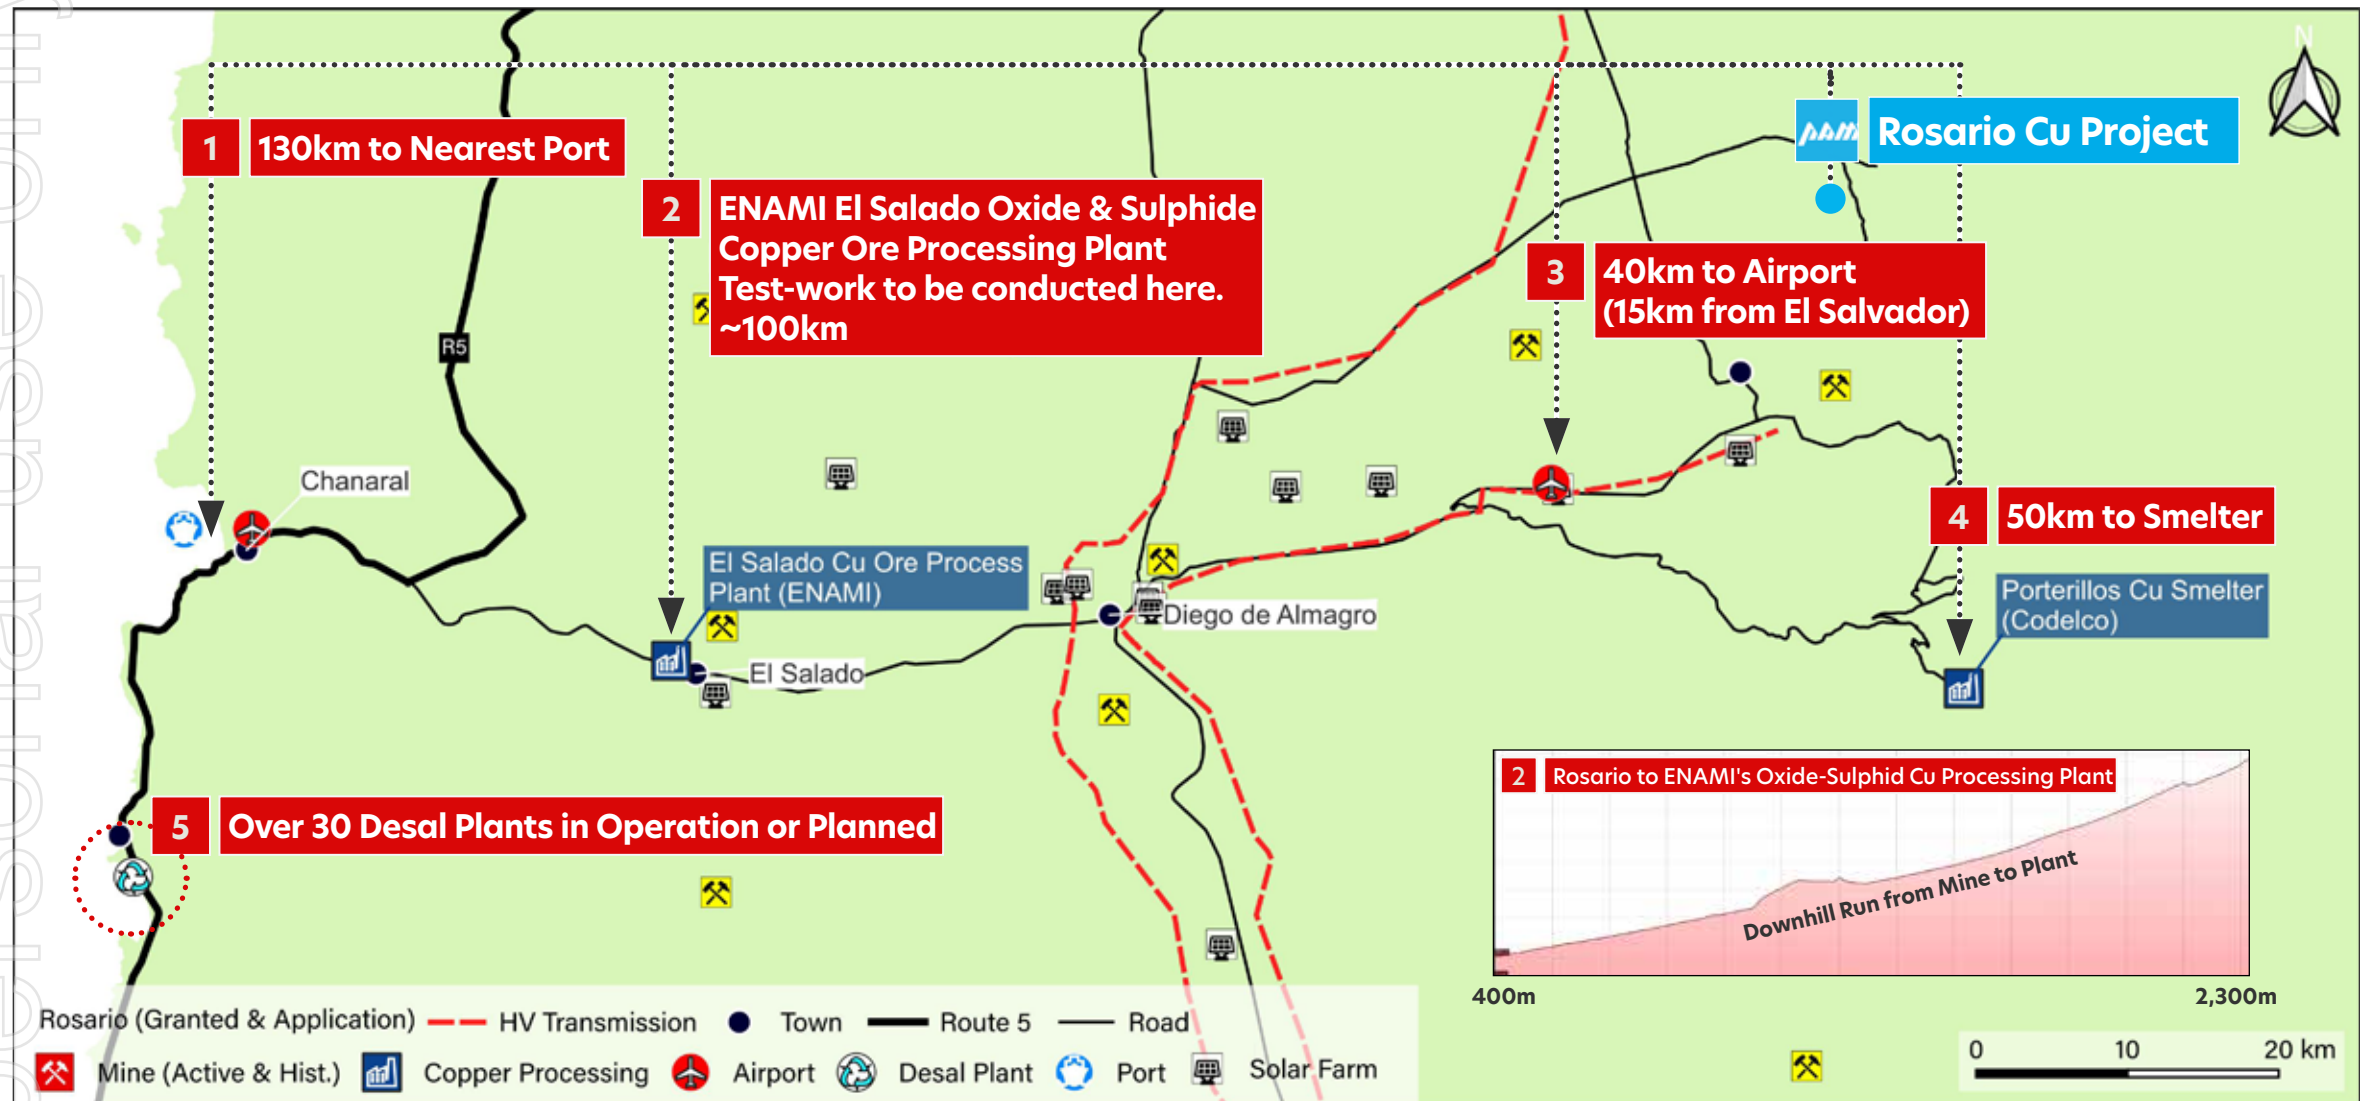 N
1
130km to Nearest Port
2
ENAMI El Salado Oxide & Sulphide
Copper Ore Processing Plant
Test-work to be conducted here.
~100km
Rosario Cu Project
3
40km to Airport
(15km from El Salvador)
R5
Chanaral
4
50km to Smelter
El Salado Cu Ore Process
Plant (ENAMI)
Diego de Almagro
Porterillos Cu Smelter
(Codelco)
El Salado
5
Over 30 Desal Plants in Operation or Planned
2
Rosario to ENAMI's Oxide-Sulphid Cu Processing Plant
Downhill Run from Mine to Plant
400m
2,300m
Rosario (Granted & Application)
HV Transmission
Town
Route 5
Road
Mine (Active & Hist.)
Copper Processing
Airport
Desal Plant
Port
Solar Farm
0 10 20 km